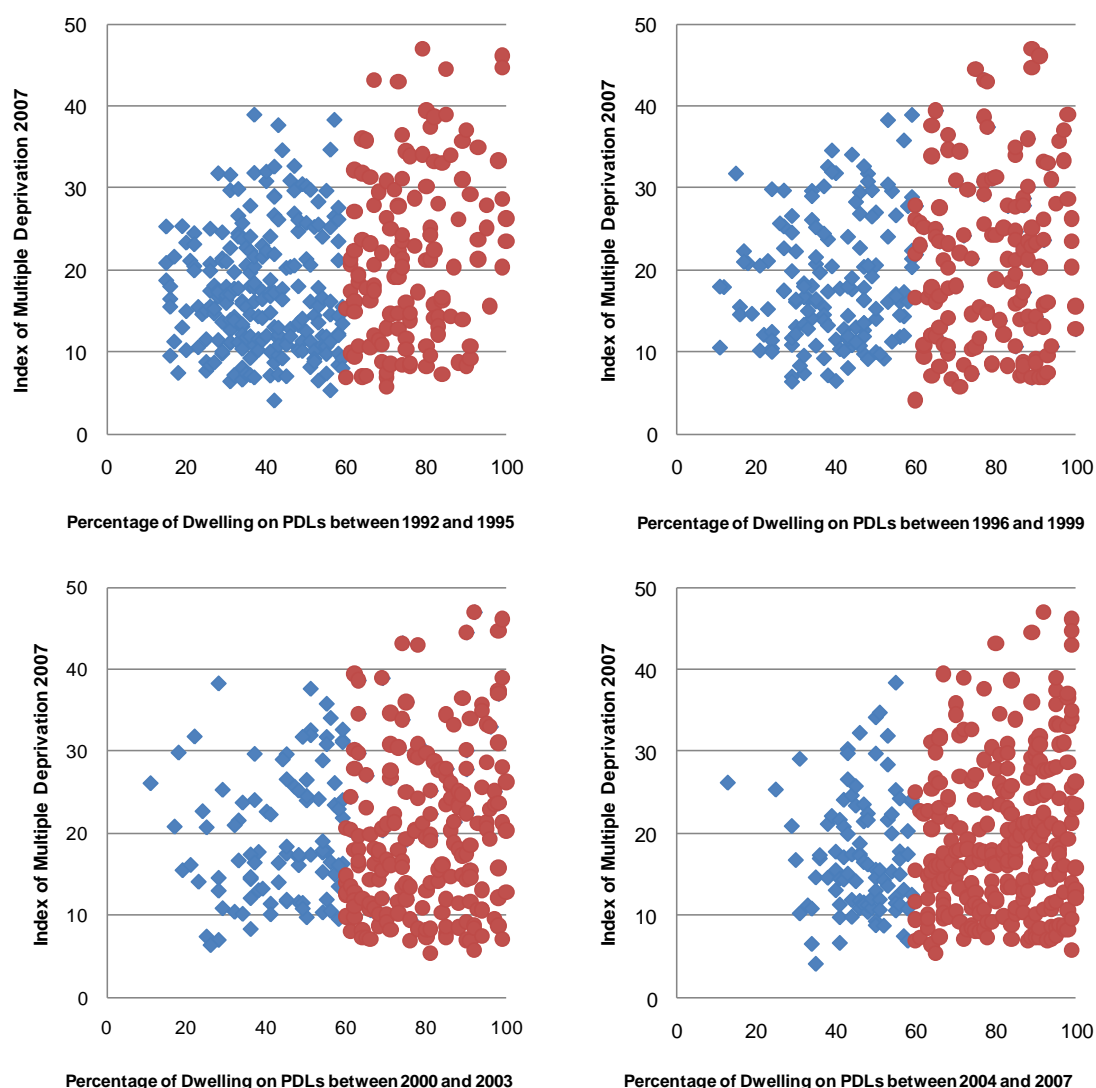 50
40
30
20
10
0
0 20 40 60 80 100
Index of Multiple Deprivation 2007
Percentage of Dwelling on PDLs between 1992 and 1995
50
40
30
20
10
0
0 20 40 60 80 100
Index of Multiple Deprivation 2007
Percentage of Dwelling on PDLs between 1996 and 1999
50
40
30
20
10
0
0 20 40 60 80 100
Index of Multiple Deprivation 2007
Percentage of Dwelling on PDLs between 2000 and 2003
50
40
30
20
10
0
0 20 40 60 80 100
Index of Multiple Deprivation 2007
Percentage of Dwelling on PDLs between 2004 and 2007